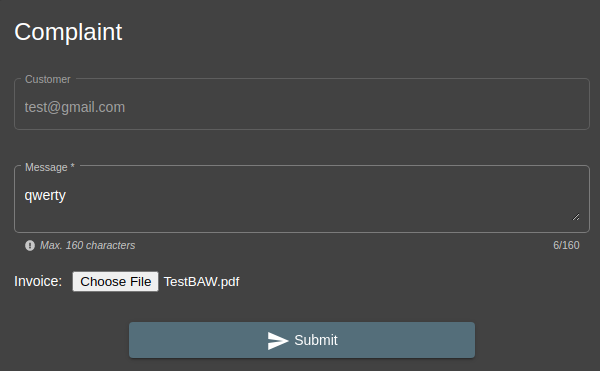 Complaint
Customer
test@gmail.com
Message *
qwerty
Max. 160 characters
6/160
Invoice: Choose File TestBAW.pdf
Submit